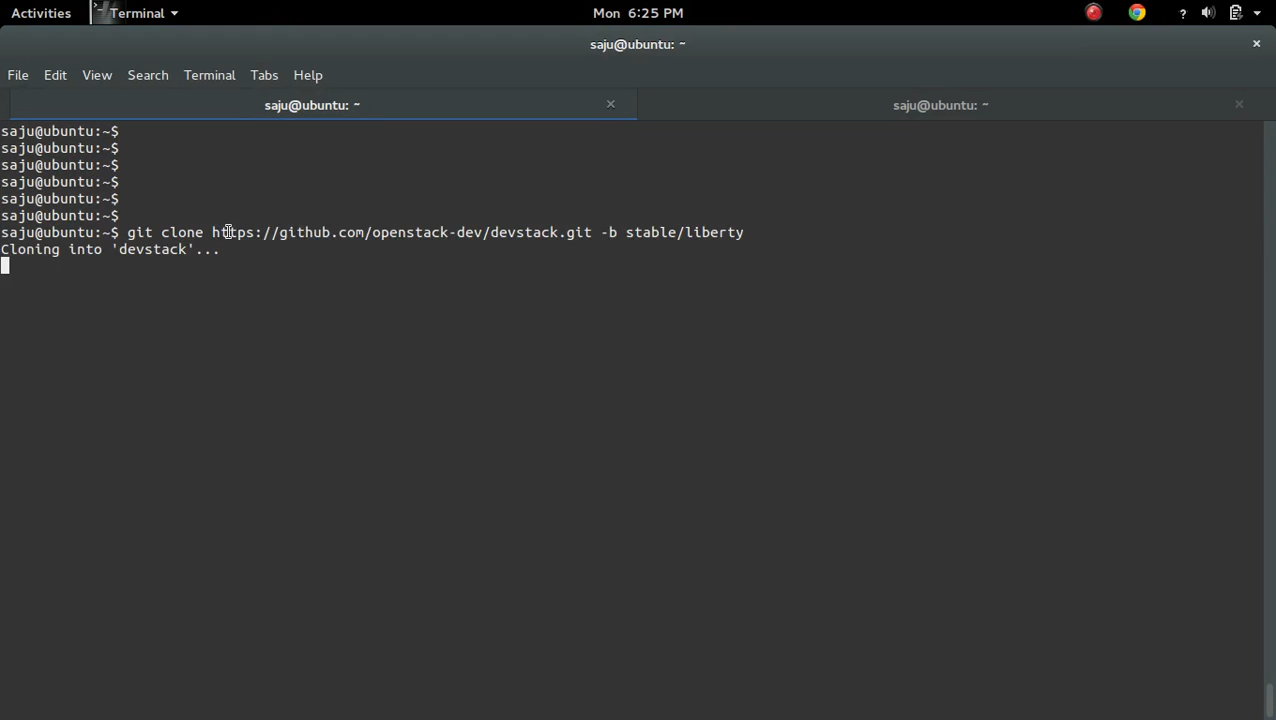 Activities
Terminal
Mon 6:25 PM
?
saju@ubuntu: ~
×
File Edit View Search Terminal Tabs Help
saju@ubuntu: ~ × saju@ubuntu: ~ ×
saju@ubuntu:~$
saju@ubuntu:~$
saju@ubuntu:~$
saju@ubuntu:~$
saju@ubuntu:~$
saju@ubuntu:~$
saju@ubuntu:~$ git clone https://github.com/openstack-dev/devstack.git -b stable/liberty
Cloning into 'devstack'...